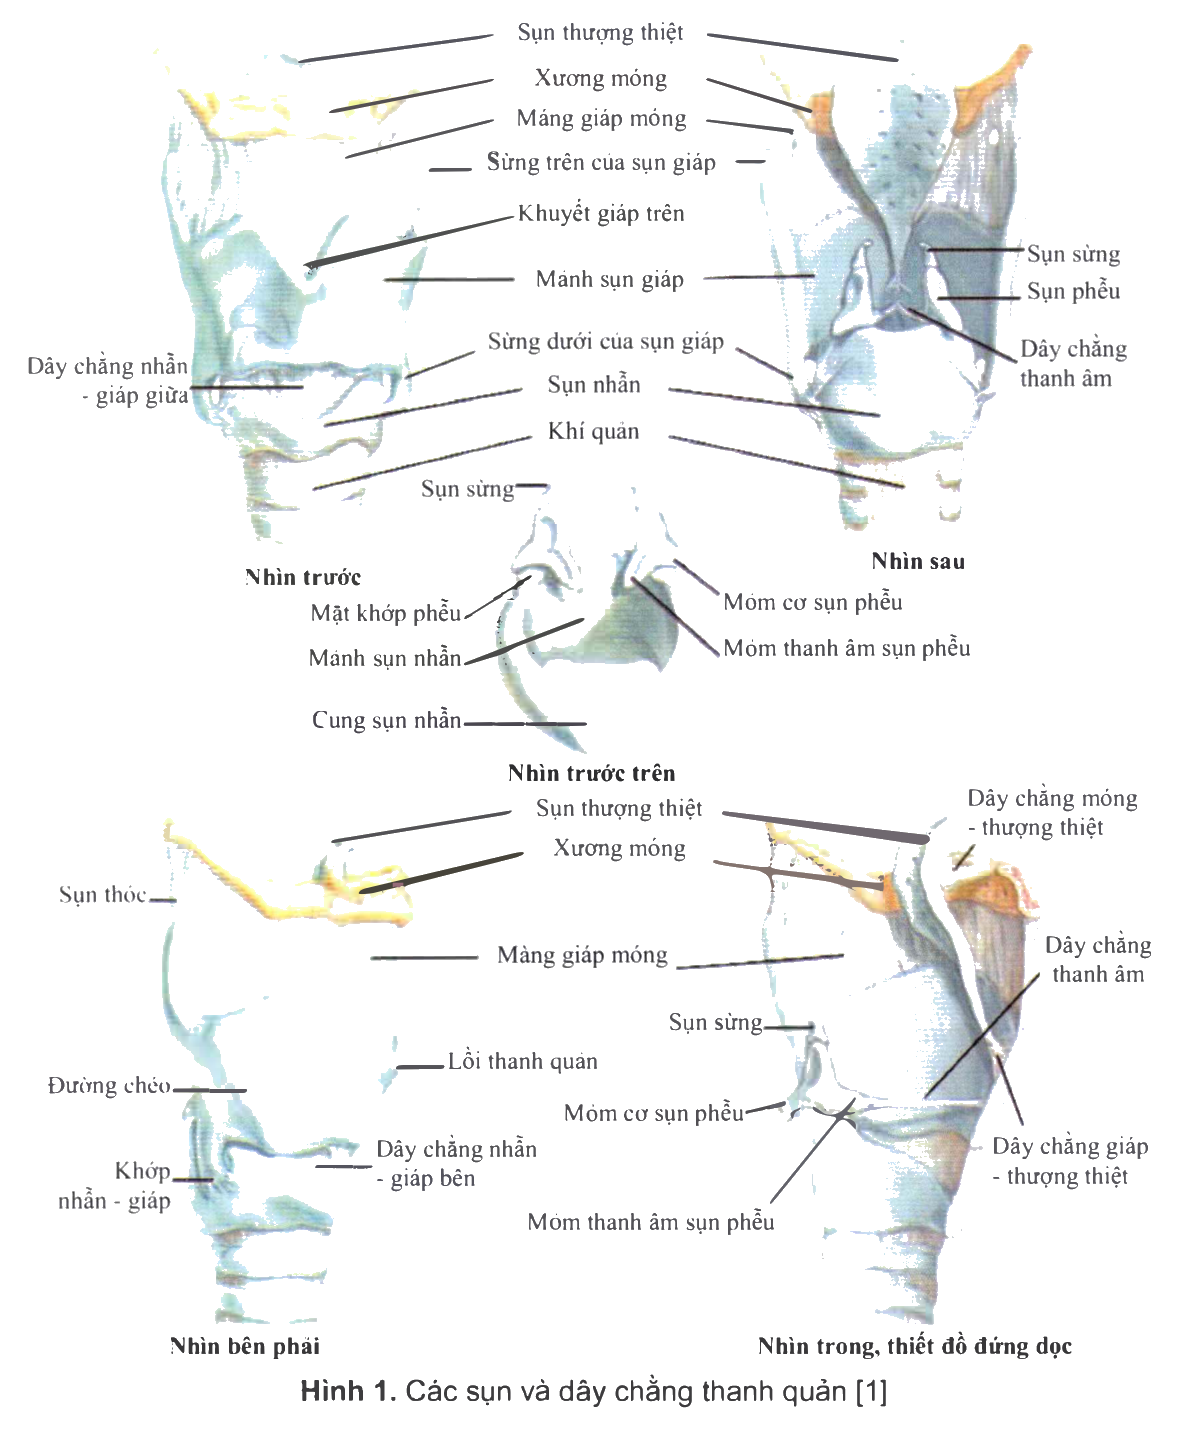 Sụn thượng thiệt
Xương móng
Máng giáp móng
Sừng trên của sụn giáp
Khuyết giáp trên
Mảnh sụn giáp
Sụn sừng
Sụn phễu
Dây chằng
thanh âm
Sừng dưới của sụn giáp
Dây chằng nhẫn
- giáp giữa
Sụn nhẫn
Khí quản
Sụn sừng
Nhìn trước
Nhìn sau
Mặt khớp phễu
Mỏm cơ sụn phễu
Mảnh sụn nhẫn
Mỏm thanh âm sụn phễu
Cung sụn nhẫn
Nhìn trước trên
Sụn thượng thiệt
Dây chằng móng
- thượng thiệt
Xương móng
Sụn thóc
Màng giáp móng
Dây chằng
thanh âm
Sụn sừng
Lồi thanh quản
Đường chéo
Mỏm cơ sụn phễu
Dây chằng nhẫn
- giáp bên
Dây chằng giáp
- thượng thiệt
Khớp
nhẫn - giáp
Mỏm thanh âm sụn phễu
Nhìn bên phải
Nhìn trong, thiết đồ đứng dọc
Hình 1. Các sụn và dây chằng thanh quản [1]